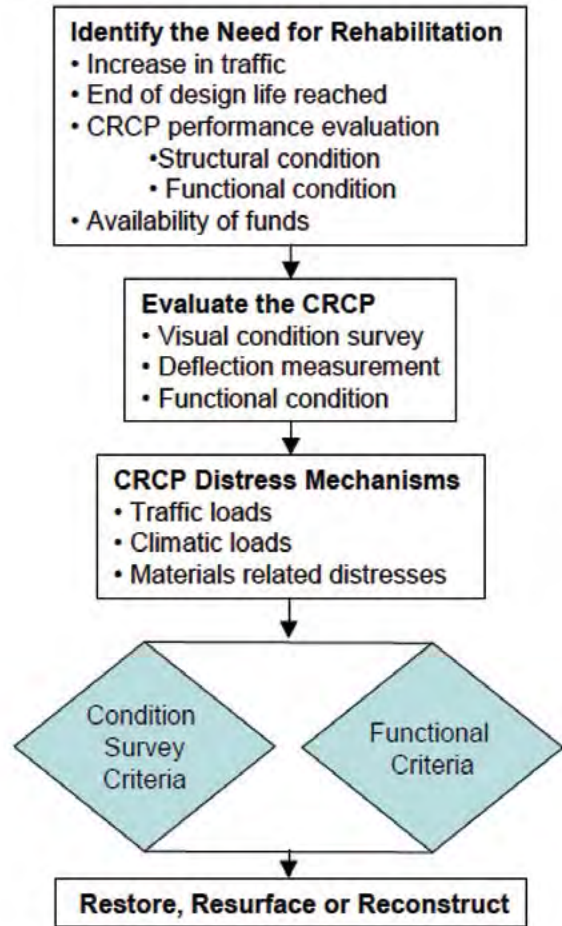 Identify the Need for Rehabilitation
• Increase in traffic
• End of design life reached
• CRCP performance evaluation
•Structural condition
• Functional condition
• Availability of funds
Evaluate the CRCP
• Visual condition survey
• Deflection measurement
• Functional condition
CRCP Distress Mechanisms
• Traffic loads
• Climatic loads
• Materials related distresses
Condition
Survey
Criteria
Functional
Criteria
Restore, Resurface or Reconstruct